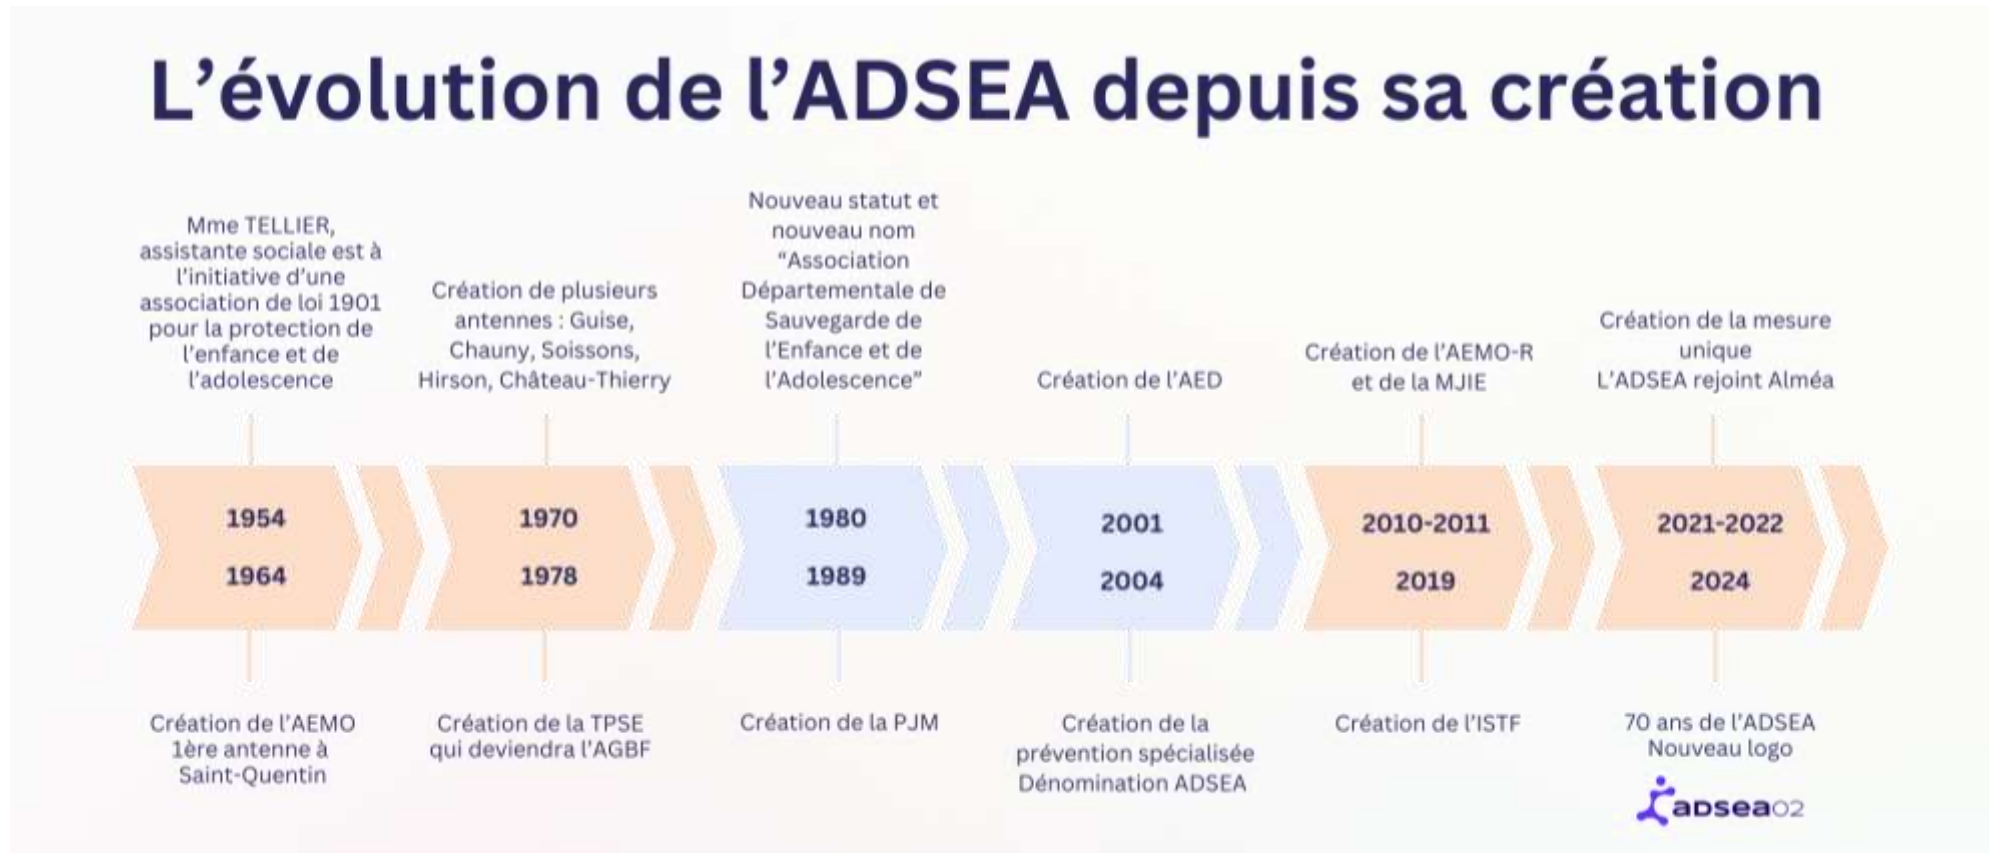 L’évolution de l’ADSEA depuis sa création
Mme TELLIER,
assistante sociale est à
l’initiative d’une
association de loi 1901
pour la protection de
l’enfance et de
l’adolescence
Création de plusieurs
antennes : Guise,
Chauny, Soissons,
Hirson, Château-Thierry
Nouveau statut et
nouveau nom
“Association
Départementale de
Sauvegarde de
l’Enfance et de
l’Adolescence”
Création de l’AED
Création de l’AEMO-R
et de la MJIE
Création de la mesure
unique
L’ADSEA rejoint Alméa
1954
1964
1970
1978
1980
1989
2001
2004
2010-2011
2019
2021-2022
2024
Création de l’AEMO
1ère antenne à
Saint-Quentin
Création de la TPSE
qui deviendra l’AGBF
Création de la PJM
Création de la
prévention spécialisée
Dénomination ADSEA
Création de l’ISTF
70 ans de l’ADSEA
Nouveau logo
adsea02